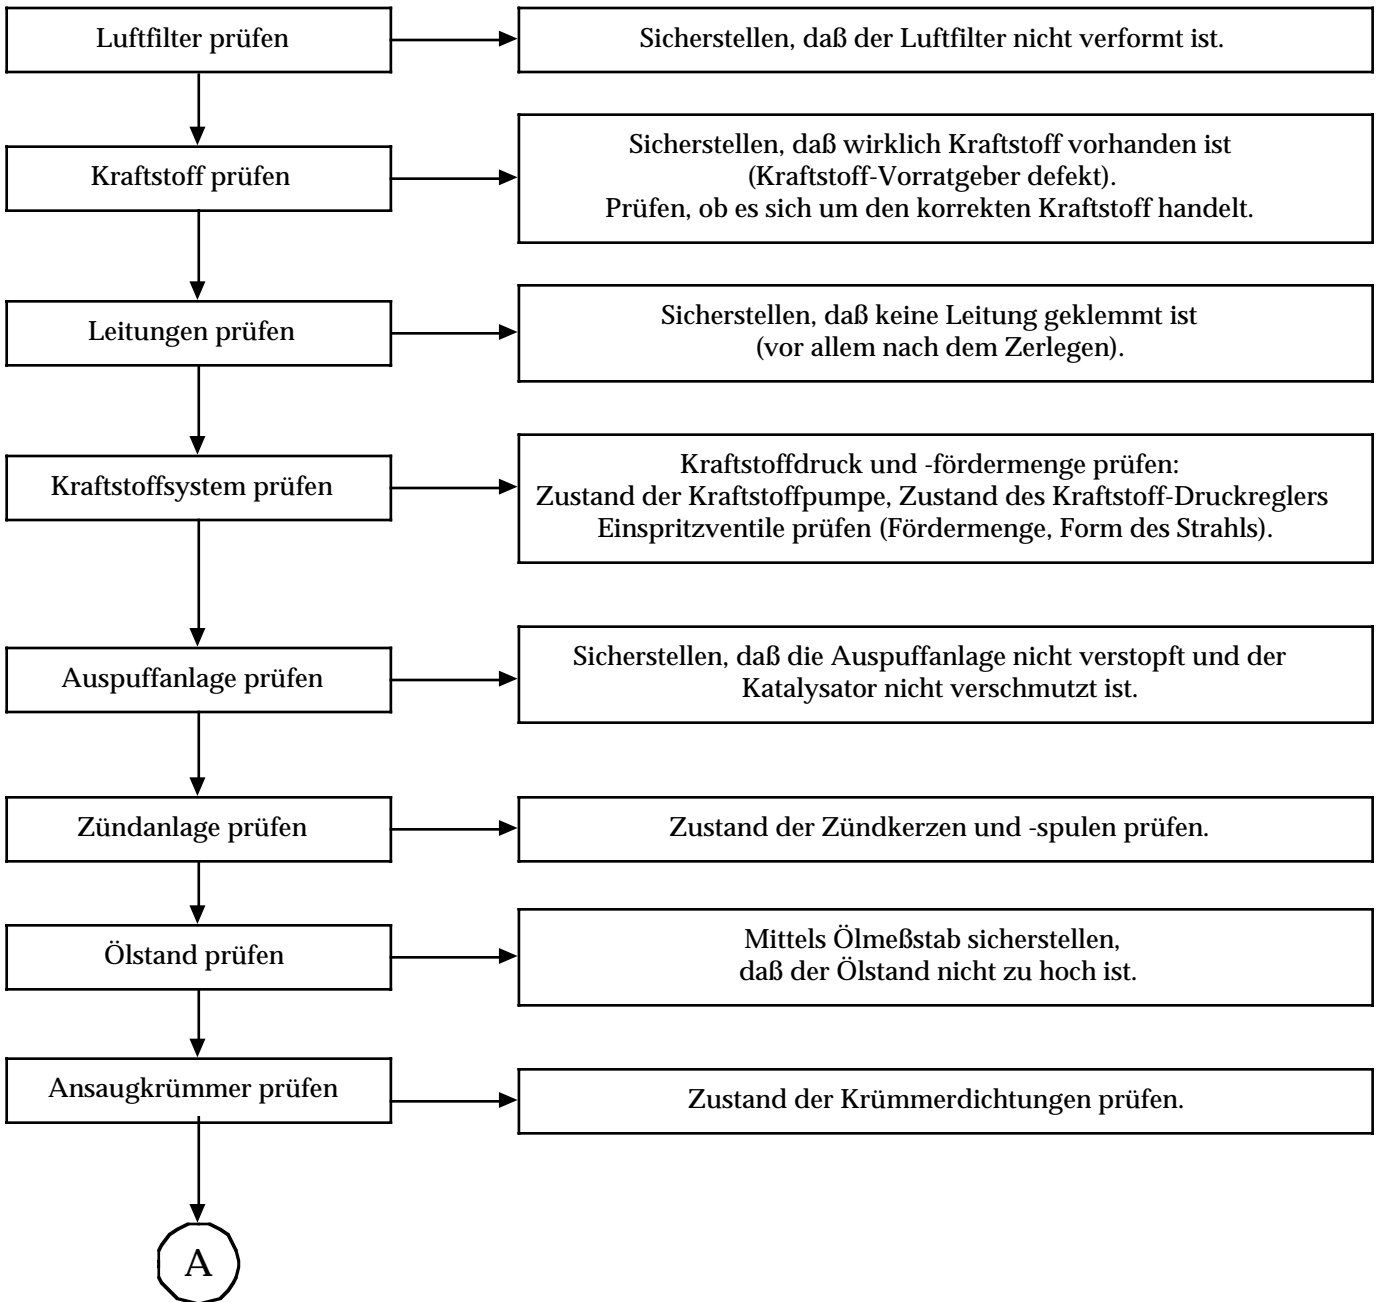 Luftfilter prüfen
Sicherstellen, daß der Luftfilter nicht verformt ist.
Kraftstoff prüfen
Sicherstellen, daß wirklich Kraftstoff vorhanden ist
(Kraftstoff-Vorratgeber defekt).
Prüfen, ob es sich um den korrekten Kraftstoff handelt.
Leitungen prüfen
Sicherstellen, daß keine Leitung geklemmt ist
(vor allem nach dem Zerlegen).
Kraftstoffsystem prüfen
Kraftstoffdruck und -fördermenge prüfen:
Zustand der Kraftstoffpumpe, Zustand des Kraftstoff-Druckreglers
Einspritzventile prüfen (Fördermenge, Form des Strahls).
Auspuffanlage prüfen
Sicherstellen, daß die Auspuffanlage nicht verstopft und der
Katalysator nicht verschmutzt ist.
Zündanlage prüfen
Zustand der Zündkerzen und -spulen prüfen.
Ölstand prüfen
Mittels Ölmeßstab sicherstellen,
daß der Ölstand nicht zu hoch ist.
Ansaugkrümmer prüfen
Zustand der Krümmerdichtungen prüfen.
A